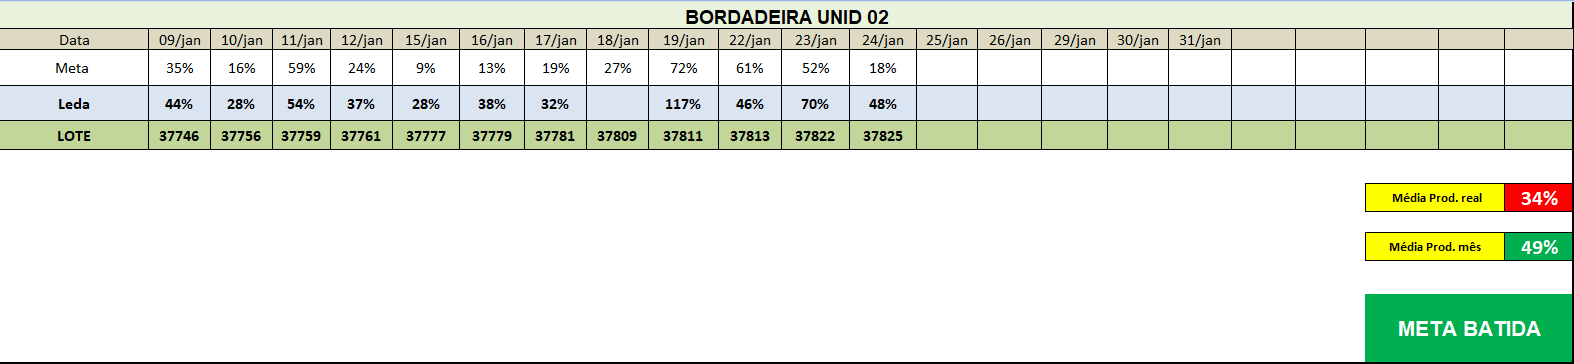 BORDADEIRA UNID 02
Data 09/jan 10/jan 11/jan 12/jan 15/jan 16/jan 17/jan 18/jan 19/jan 22/jan 23/jan 24/jan 25/jan 26/jan 29/jan 30/jan 31/jan
Meta 35% 16% 59% 24% 9% 13% 19% 27% 72% 61% 52% 18%
Leda 44% 28% 54% 37% 28% 38% 32% 117% 46% 70% 48%
LOTE 37746 37756 37759 37761 37777 37779 37781 37809 37811 37813 37822 37825
Média Prod. real 34%
Média Prod. mês 49%
META BATIDA